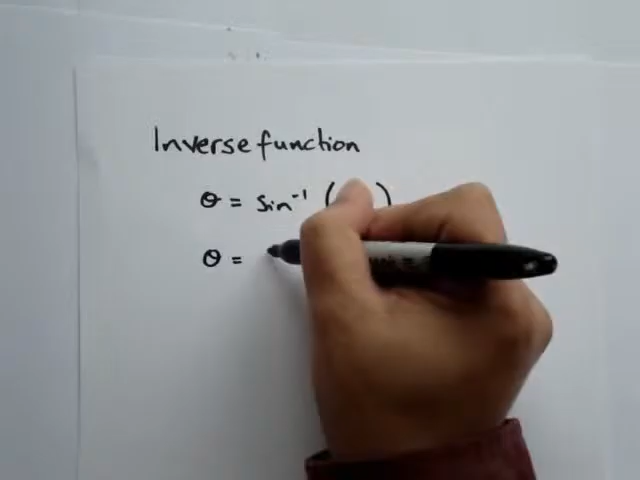 Inverse function
θ = sin⁻¹ ( )
θ =